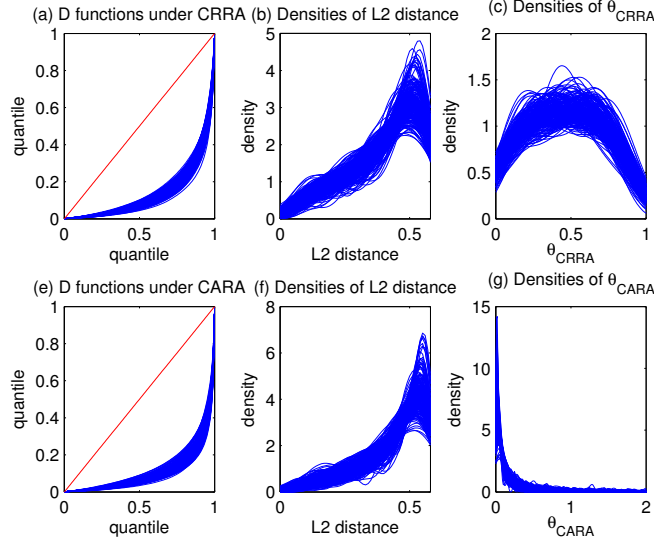 (a) D functions under CRRA
(b) Densities of L2 distance
(c) Densities of θCRRA
quantile
1
0.8
0.6
0.4
0.2
0
0 0.5 1
quantile
density
5
4
3
2
1
0
0 0.5
L2 distance
density
2
1.5
1
0.5
0
0 0.5 1
θCRRA
(e) D functions under CARA
(f) Densities of L2 distance
(g) Densities of θCARA
quantile
1
0.8
0.6
0.4
0.2
0
0 0.5 1
quantile
density
8
6
4
2
0
0 0.5
L2 distance
density
15
10
5
0
0 1 2
θCARA